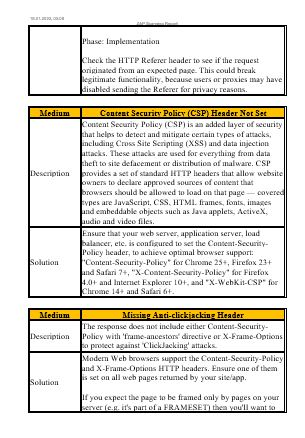 ZAP Scanning Report
Phase: Implementation
Check the HTTP Referer header to see if the request
originated from an expected page. This could break
legitimate functionality, because users or proxies may have
disabled sending the Referer for privacy reasons.
Medium Content Security Policy (CSP) Header Not Set
Description
Content Security Policy (CSP) is an added layer of security
that helps to detect and mitigate certain types of attacks,
including Cross Site Scripting (XSS) and data injection
attacks. These attacks are used for everything from data
theft to site defacement or distribution of malware. CSP
provides a set of standard HTTP headers that allow website
owners to declare approved sources of content that
browsers should be allowed to load on that page — covered
types are JavaScript, CSS, HTML frames, fonts, images
and embeddable objects such as Java applets, ActiveX,
audio and video files.
Solution
Ensure that your web server, application server, load
balancer, etc. is configured to set the Content-Security-
Policy header, to achieve optimal browser support:
"Content-Security-Policy" for Chrome 25+, Firefox 23+
and Safari 7+, "X-Content-Security-Policy" for Firefox
4.0+ and Internet Explorer 10+, and "X-WebKit-CSP" for
Chrome 14+ and Safari 6+.
Medium Missing Anti-clickjacking Header
Description
The response does not include either Content-Security-
Policy with 'frame-ancestors' directive or X-Frame-Options
to protect against 'ClickJacking' attacks.
Solution
Modern Web browsers support the Content-Security-Policy
and X-Frame-Options HTTP headers. Ensure one of them
is set on all web pages returned by your site/app.
If you expect the page to be framed only by pages on your
server (e.g. it's part of a FRAMESET) then you'll want to